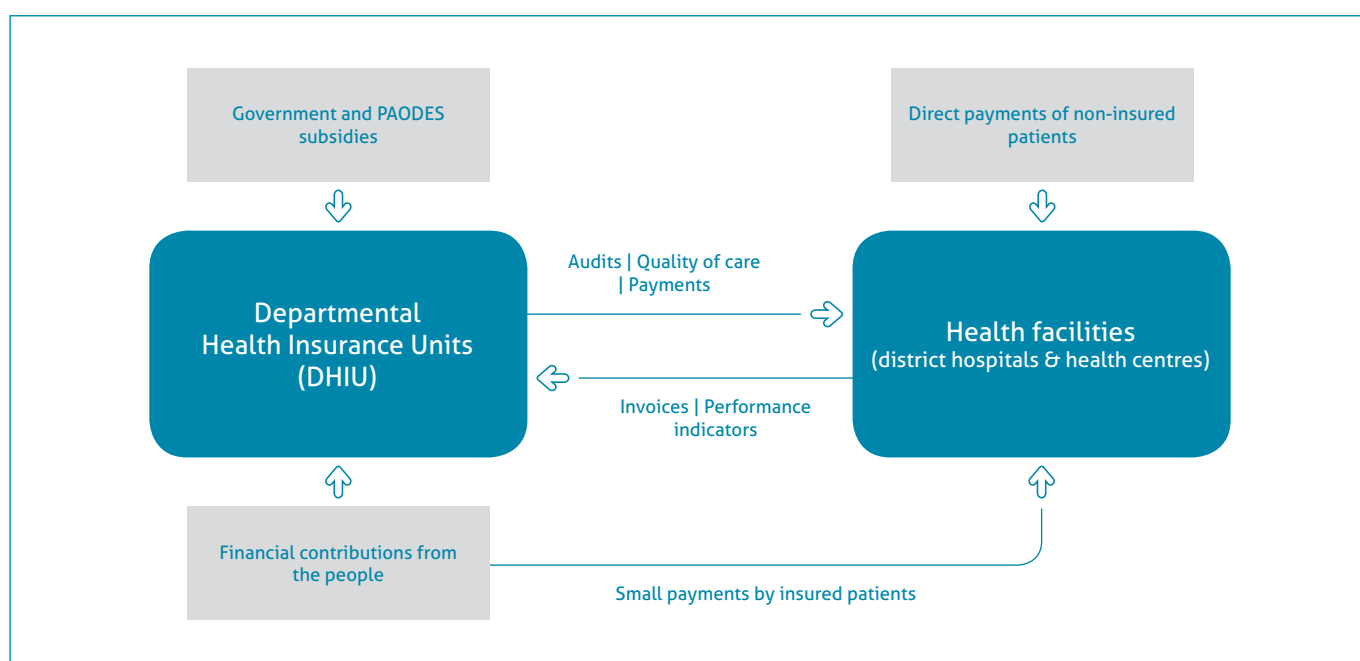 Government and PAODES
subsidies
Direct payments of non-insured
patients
Departmental
Health Insurance Units
(DHIU)
Audits | Quality of care
| Payments
Health facilities
(district hospitals & health centres)
Invoices | Performance
indicators
Financial contributions from
the people
Small payments by insured patients